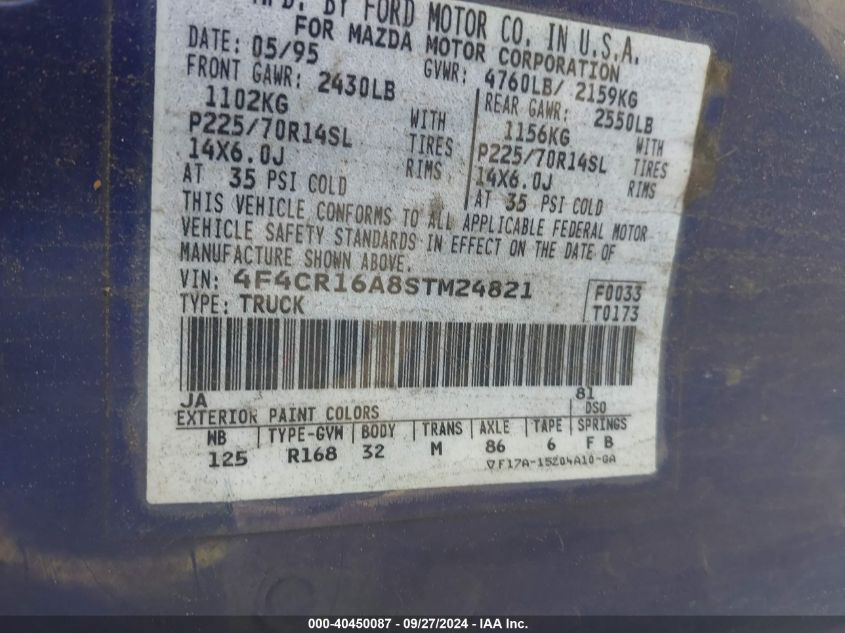 MFD. BY FORD MOTOR CO. IN U.S.A.
FOR MAZDA MOTOR CORPORATION
DATE: 05/95 GVWR: 4760LB/ 2159KG
FRONT GAWR: 2430LB REAR GAWR: 2550LB
1102KG WITH 1156KG WITH
P225/70R14SL TIRES P225/70R14SL TIRES
14X6.0J RIMS 14X6.0J RIMS
AT 35 PSI COLD AT 35 PSI COLD
THIS VEHICLE CONFORMS TO ALL APPLICABLE FEDERAL MOTOR
VEHICLE SAFETY STANDARDS IN EFFECT ON THE DATE OF
MANUFACTURE SHOWN ABOVE.
VIN: 4F4CR16A8STM24821 F0033
TYPE: TRUCK T0173
JA 81
EXTERIOR PAINT COLORS DSO
WB TYPE-GVW BODY TRANS AXLE TAPE SPRINGS
125 R168 32 M 86 6 F B
▽F17A-15204A10-GA
000-40450087 - 09/27/2024 - IAA Inc.